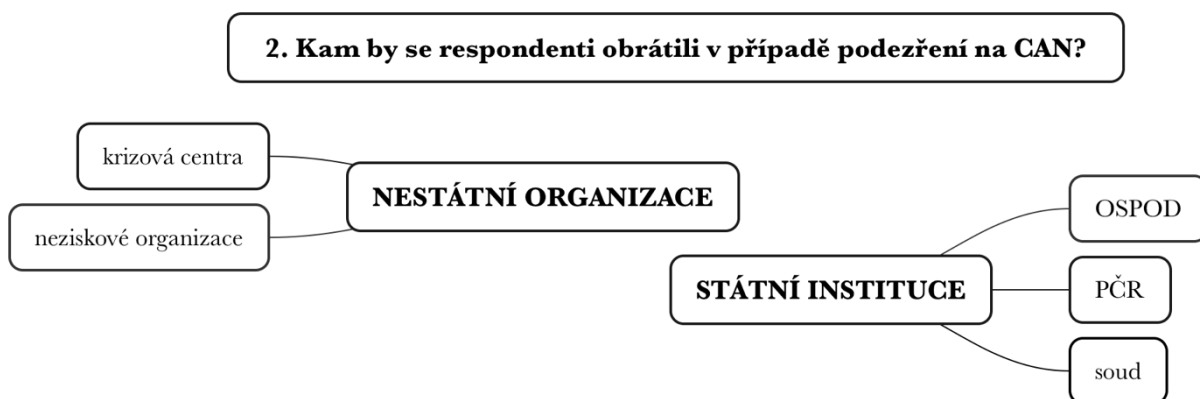 2. Kam by se respondenti obrátili v případě podezření na CAN?
krizová centra
neziskové organizace
NESTÁTNÍ ORGANIZACE
STÁTNÍ INSTITUCE
OSPOD
PČR
soud